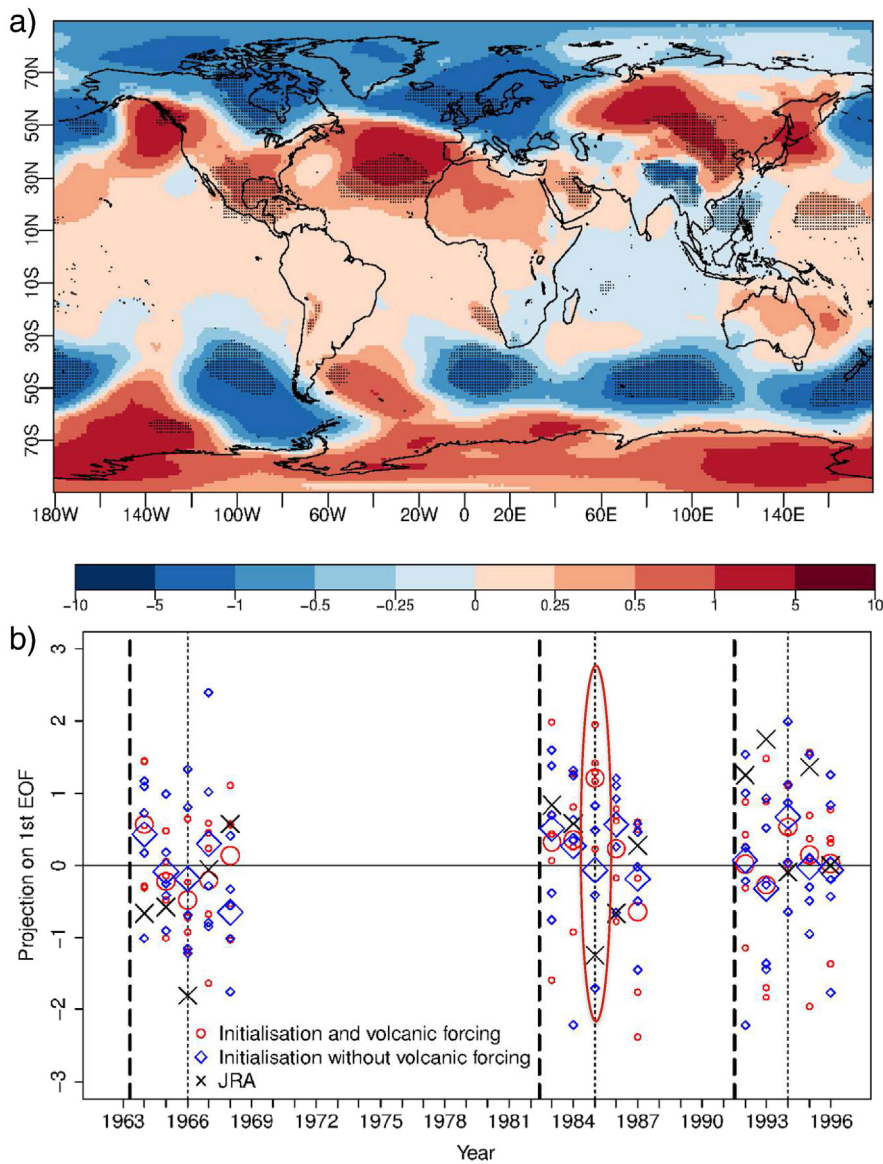 a)
70N
50N
30N
10N
10S
30S
50S
70S
180W 140W 100W 60W 20W 0 20E 60E 100E 140E
−10 −5 −1 −0.5 −0.25 0 0.25 0.5 1 5 10
b)
Projection on 1st EOF
3
2
1
0
−1
−2
−3
Initialisation and volcanic forcing
Initialisation without volcanic forcing
JRA
1963 1966 1969 1972 1975 1978 1981 1984 1987 1990 1993 1996
Year